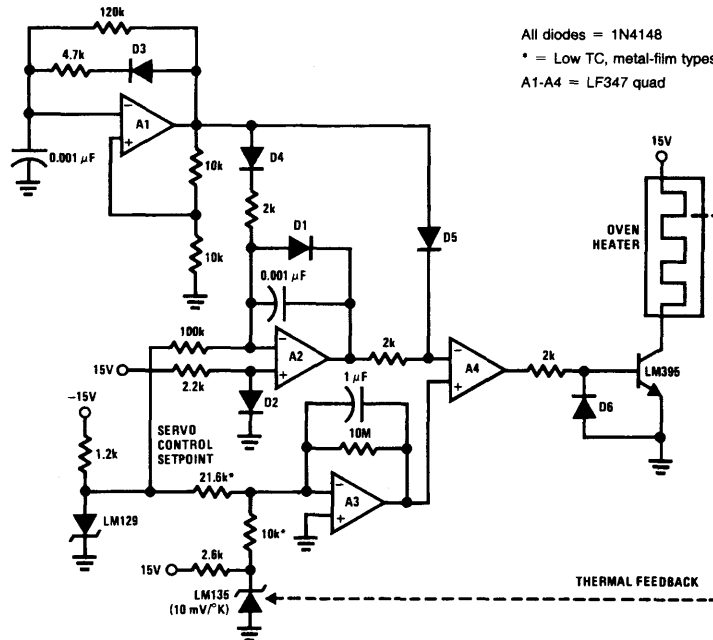 120k
All diodes = 1N4148
* = Low TC, metal-film types
A1-A4 = LF347 quad
4.7k
D3
−
A1
+
0.001 µF
10k
D4
2k
15V
OVEN
HEATER
D1
D5
10k
0.001 µF
100k
−
A2
+
2k
−
A4
+
2k
LM395
15V
2.2k
D2
1 µF
D6
−15V
10M
1.2k
SERVO
CONTROL
SETPOINT
21.6k*
−
A3
+
LM129
10k*
15V
2.6k
THERMAL FEEDBACK
LM135
(10 mV/°K)